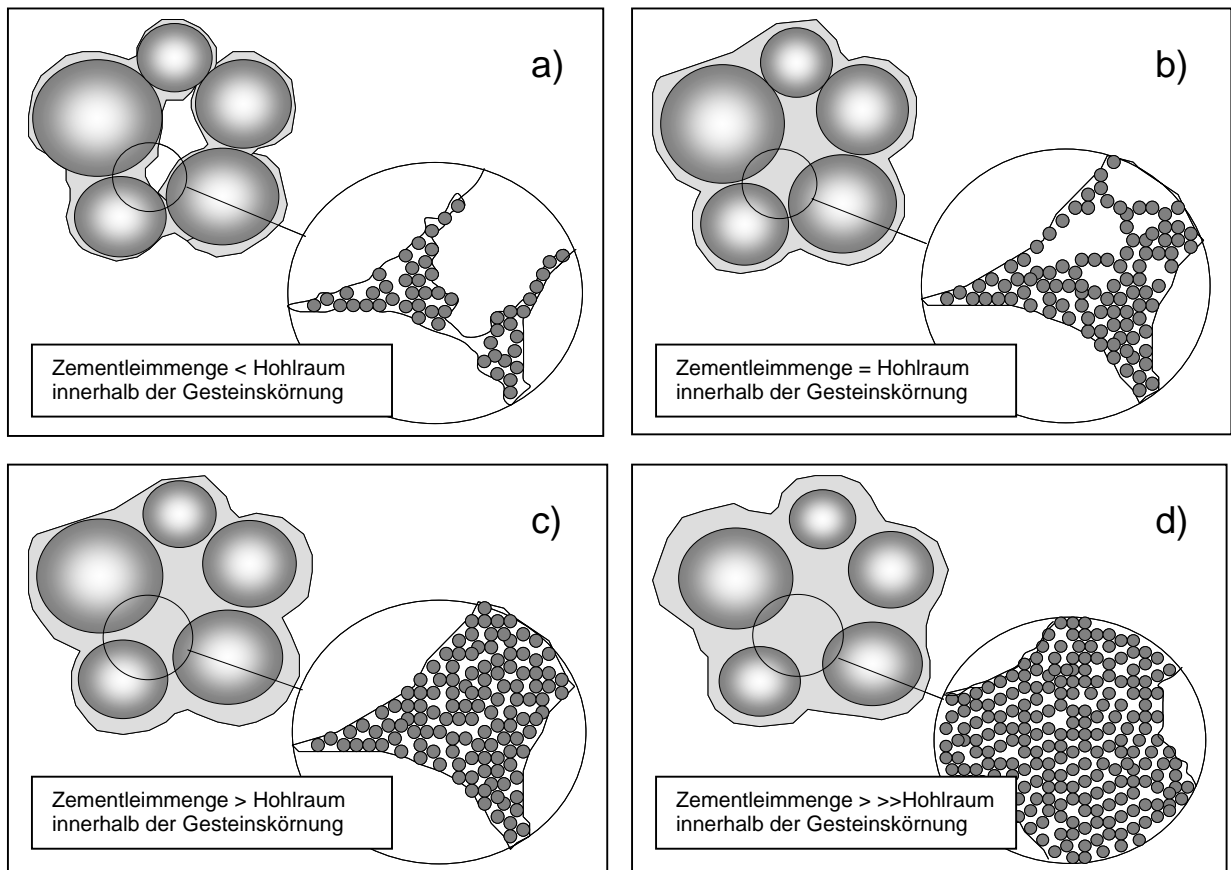 a)
Zementleimmenge < Hohlraum
innerhalb der Gesteinskörnung
b)
Zementleimmenge = Hohlraum
innerhalb der Gesteinskörnung
c)
Zementleimmenge > Hohlraum
innerhalb der Gesteinskörnung
d)
Zementleimmenge > >>Hohlraum
innerhalb der Gesteinskörnung